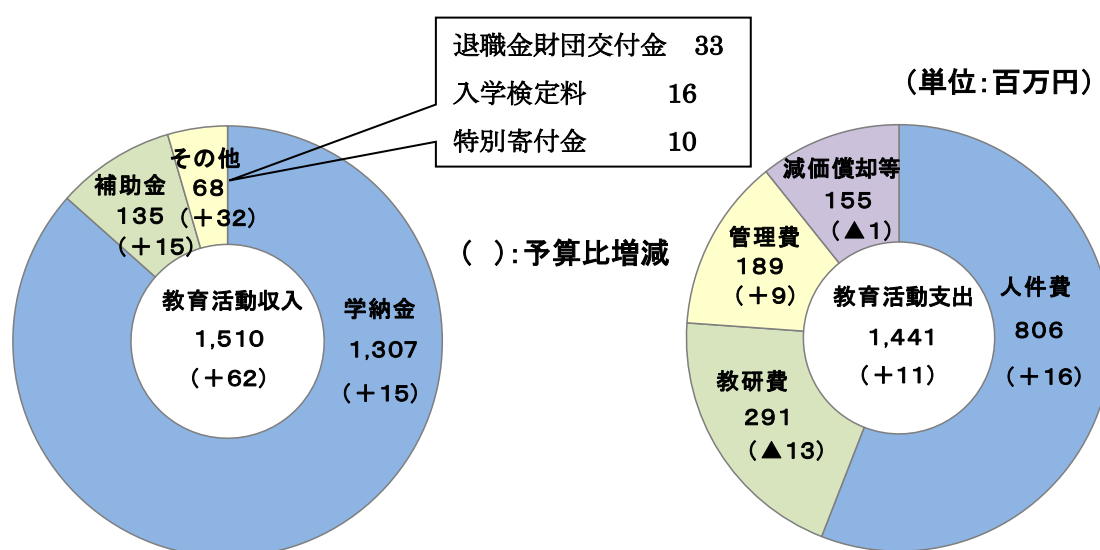 退職金財団交付金 33
入学検定料 16
特別寄付金 10
(単位:百万円)
その他
68
(+32)
補助金
135
(+15)
教育活動収入
1,510
(+62)
学納金
1,307
(+15)
( ):予算比増減
減価償却等
155
(▲1)
管理費
189
(+9)
教育活動支出
1,441
(+11)
人件費
806
(+16)
教研費
291
(▲13)